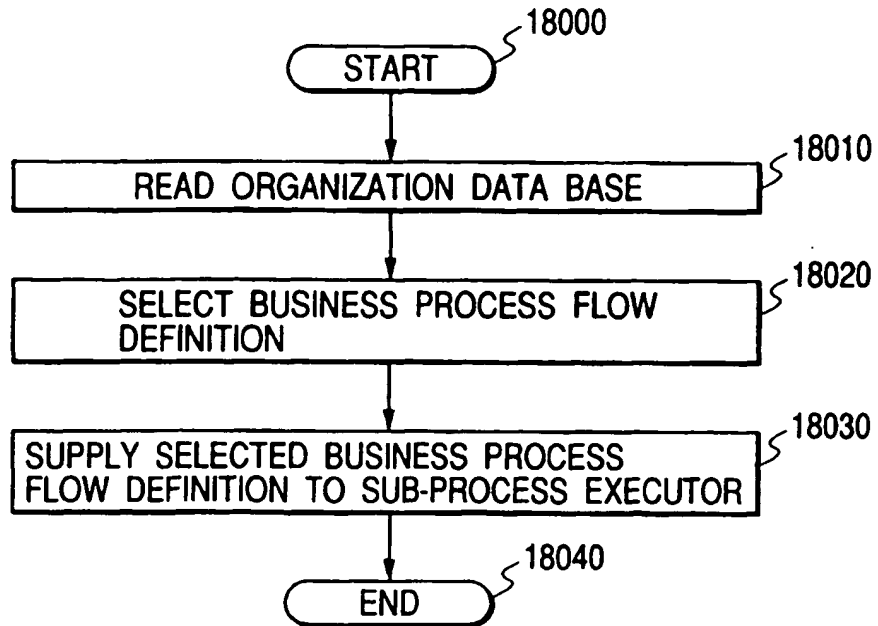 18000
START
18010
READ ORGANIZATION DATA BASE
18020
SELECT BUSINESS PROCESS FLOW
DEFINITION
18030
SUPPLY SELECTED BUSINESS PROCESS
FLOW DEFINITION TO SUB-PROCESS EXECUTOR
18040
END